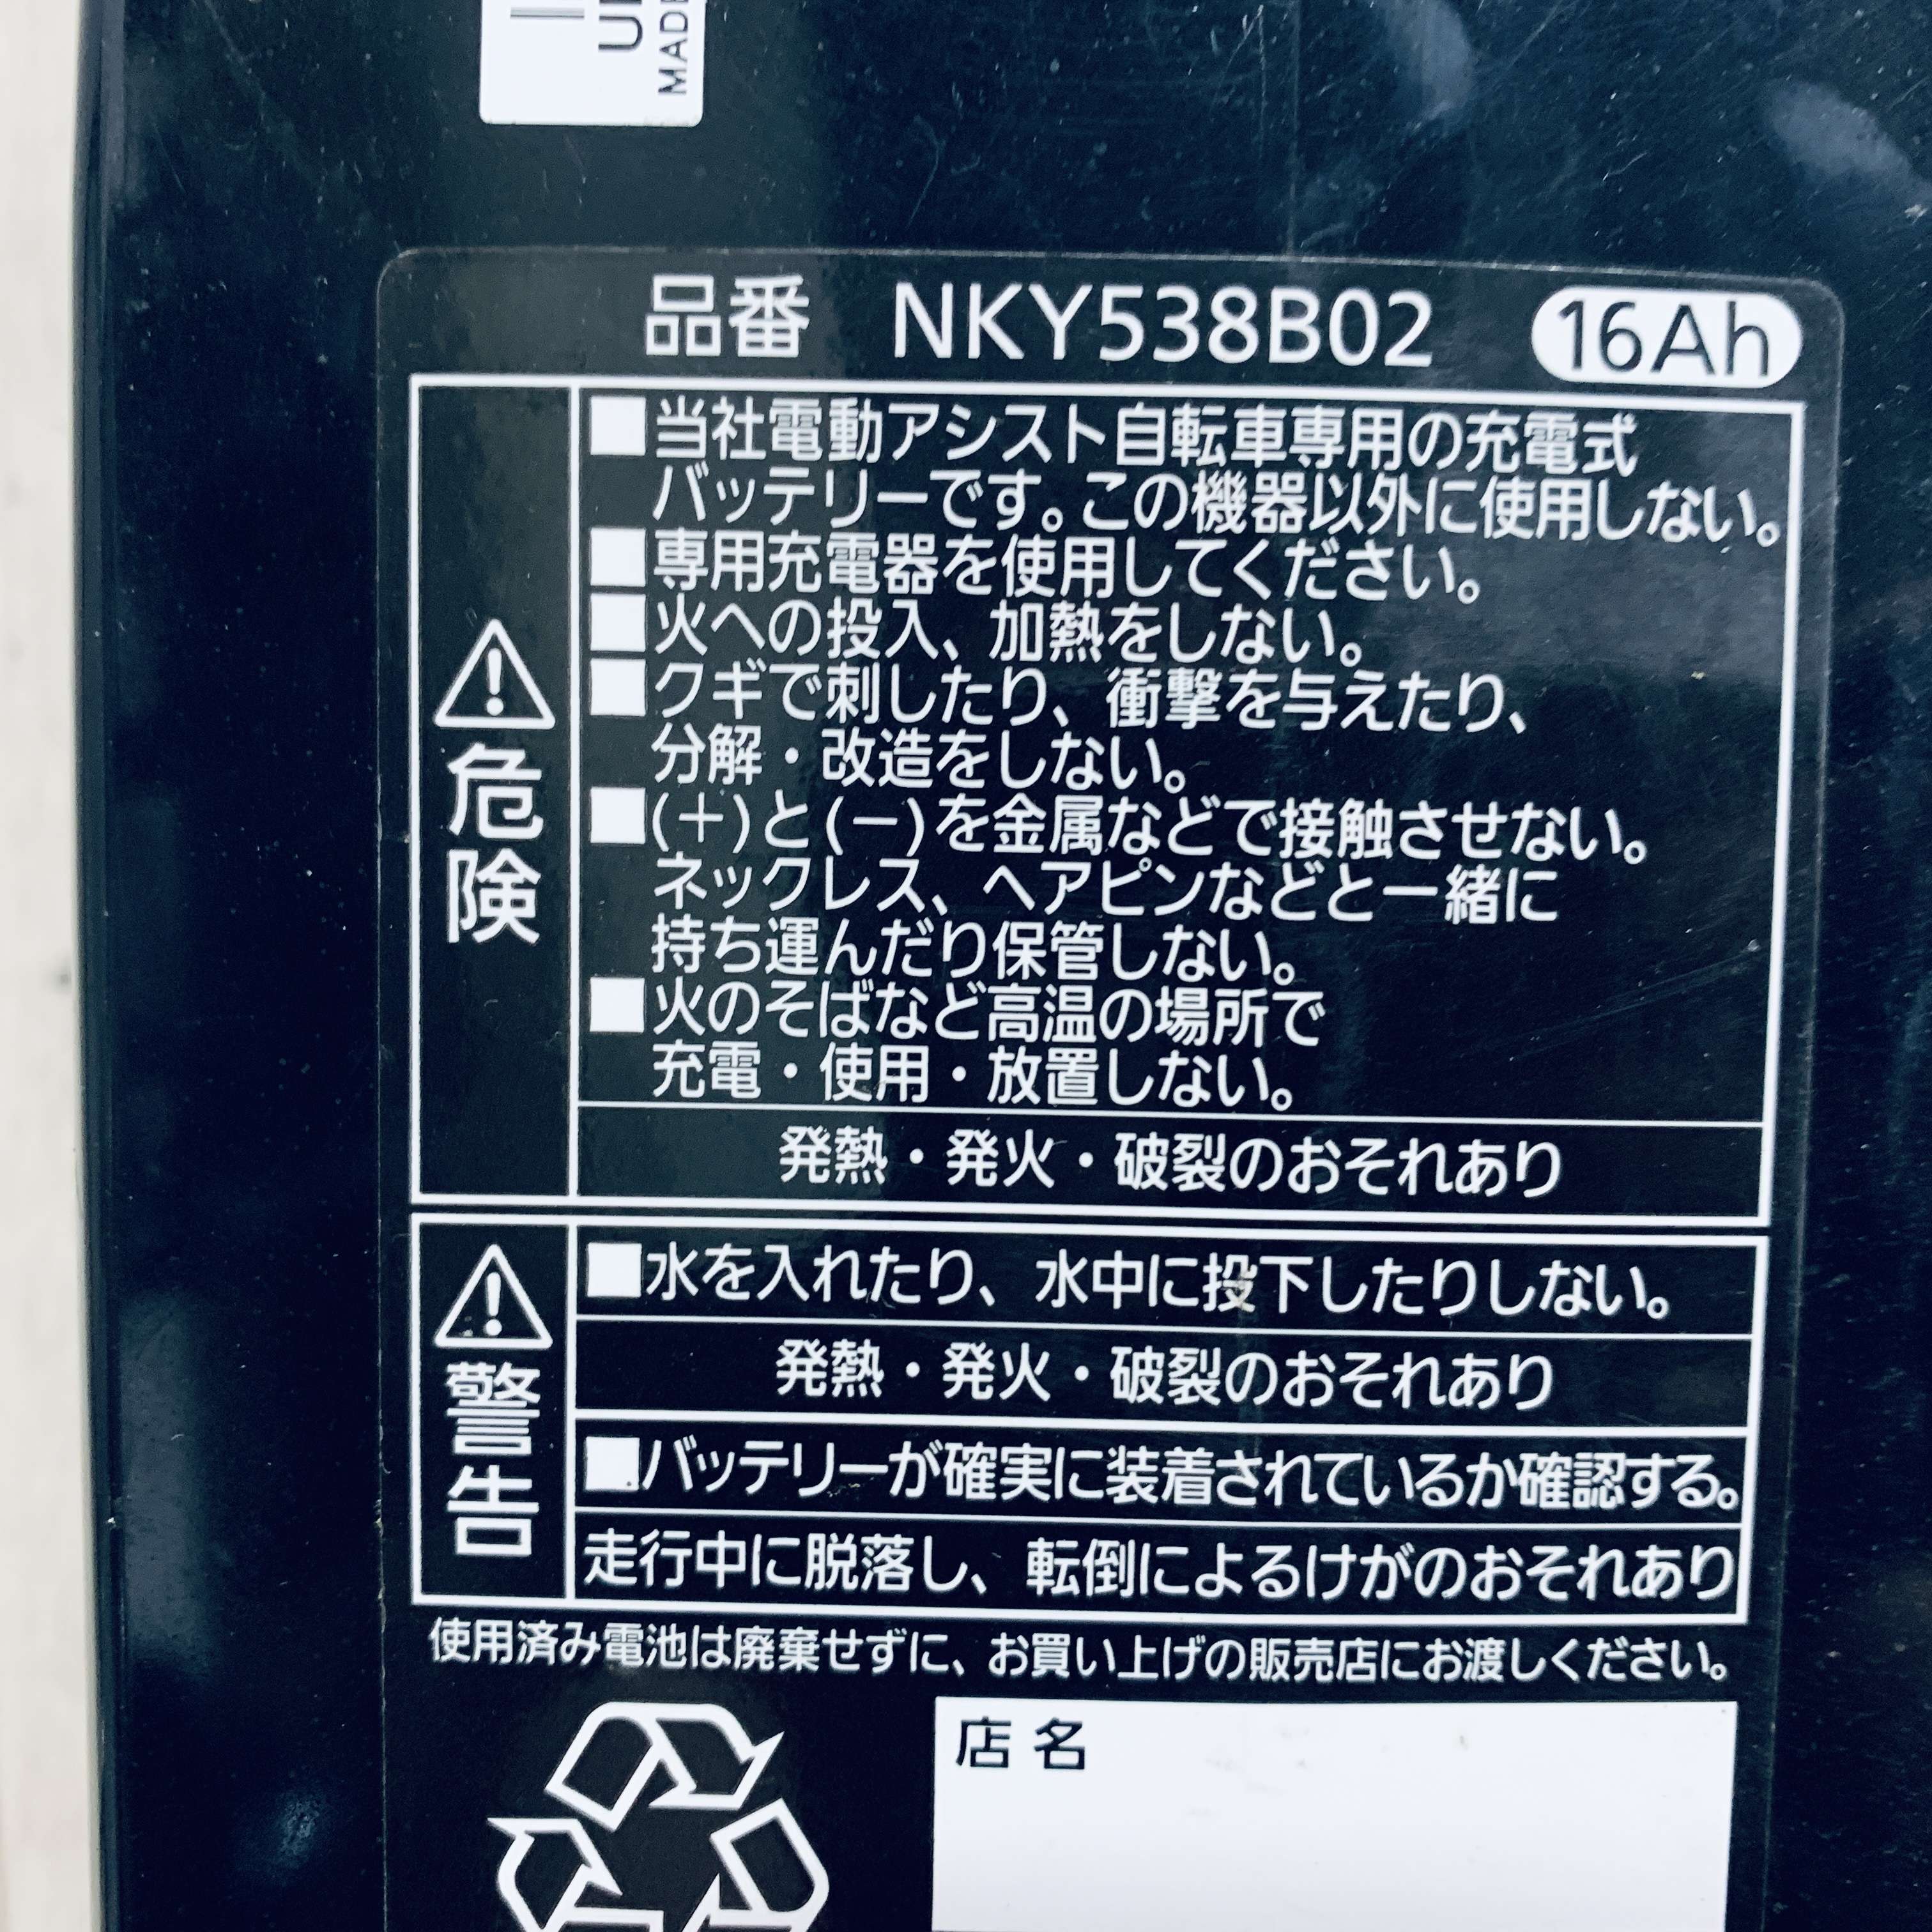 MADE
品番 NKY538B02 16Ah
危険
■当社電動アシスト自転車専用の充電式
バッテリーです。この機器以外に使用しない。
■専用充電器を使用してください。
■火への投入、加熱をしない。
■クギで刺したり、衝撃を与えたり、
分解・改造をしない。
■(+)と(−)を金属などで接触させない。
ネックレス、ヘアピンなどと一緒に
持ち運んだり保管しない。
■火のそばなど高温の場所で
充電・使用・放置しない。
発熱・発火・破裂のおそれあり
警告
■水を入れたり、水中に投下したりしない。
発熱・発火・破裂のおそれあり
■バッテリーが確実に装着されているか確認する。
走行中に脱落し、転倒によるけがのおそれあり
使用済み電池は廃棄せずに、お買い上げの販売店にお渡しください。
店名